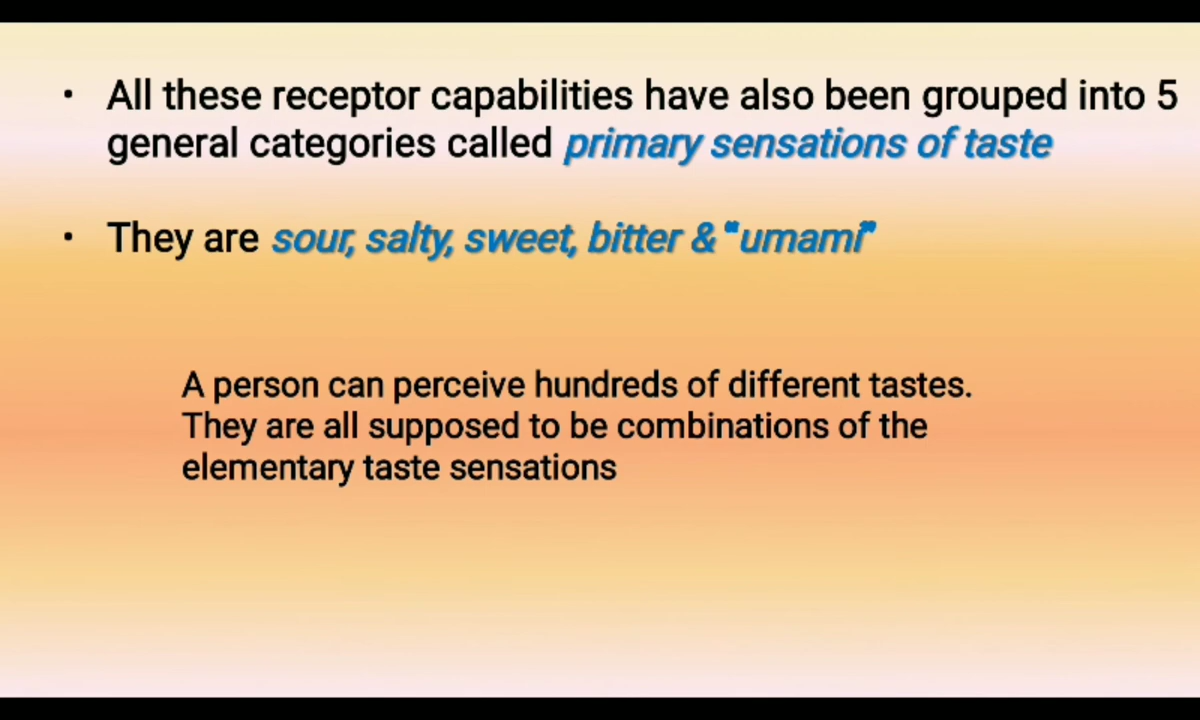 • All these receptor capabilities have also been grouped into 5
general categories called primary sensations of taste
• They are sour, salty, sweet, bitter & "umami"
A person can perceive hundreds of different tastes.
They are all supposed to be combinations of the
elementary taste sensations